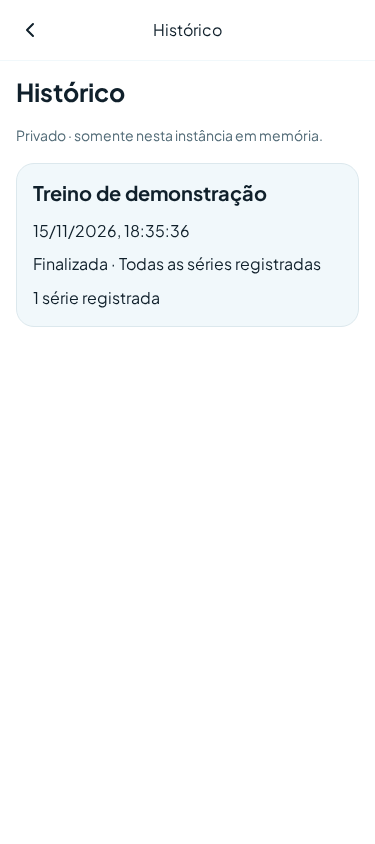 Histórico
Histórico
Privado · somente nesta instância em memória.
Treino de demonstração
15/11/2026, 18:35:36
Finalizada · Todas as séries registradas
1 série registrada